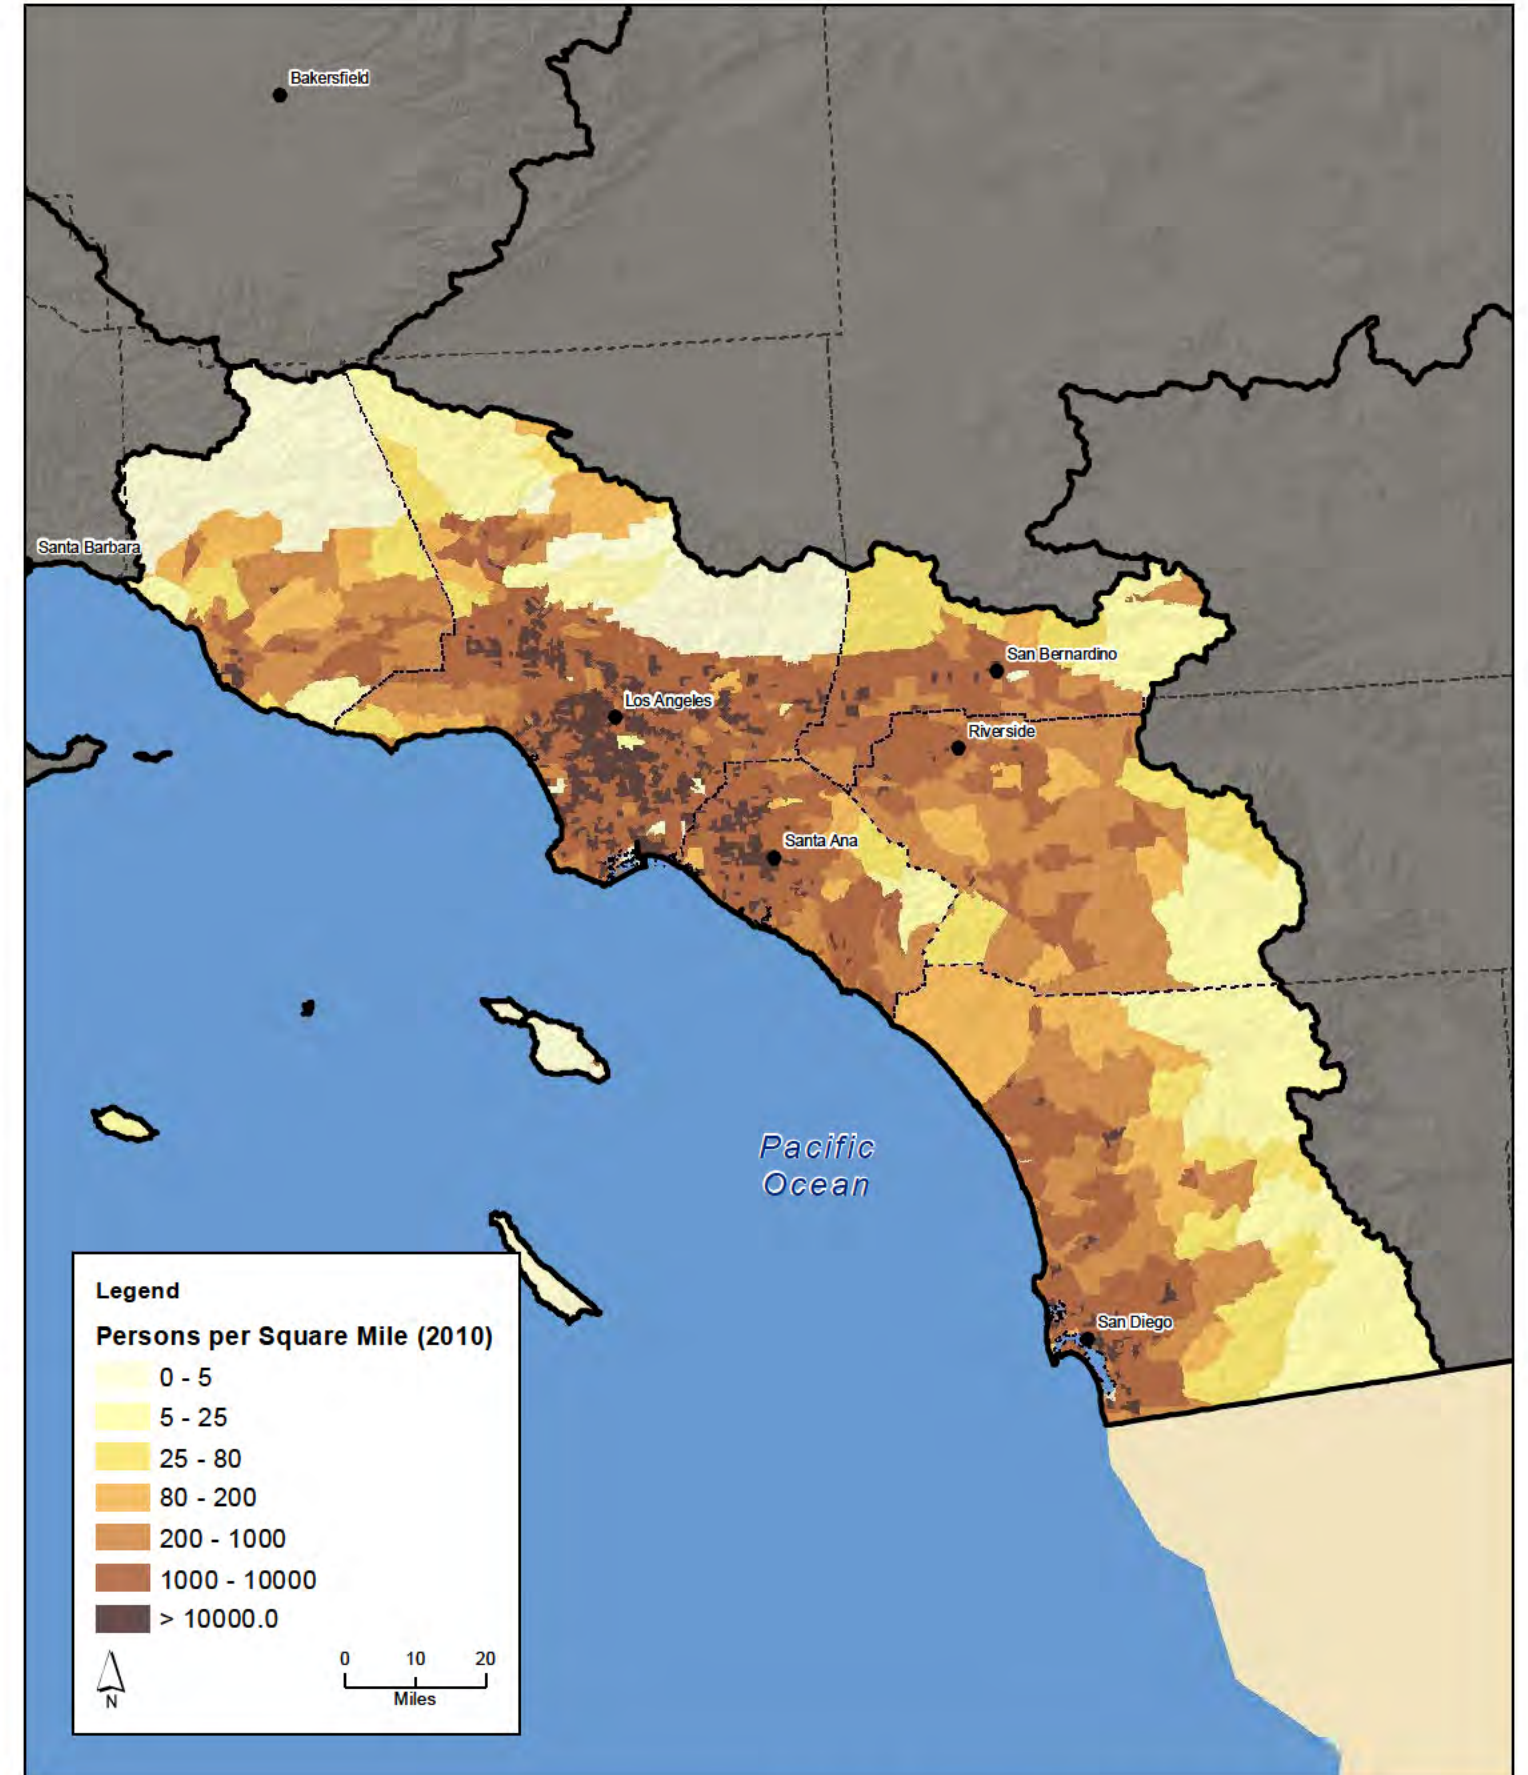 Bakersfield
Santa Barbara
San Bernardino
Los Angeles
Riverside
Santa Ana
Pacific
Ocean
San Diego
Legend
Persons per Square Mile (2010)
0 - 5
5 - 25
25 - 80
80 - 200
200 - 1000
1000 - 10000
> 10000.0
N
0 10 20
Miles